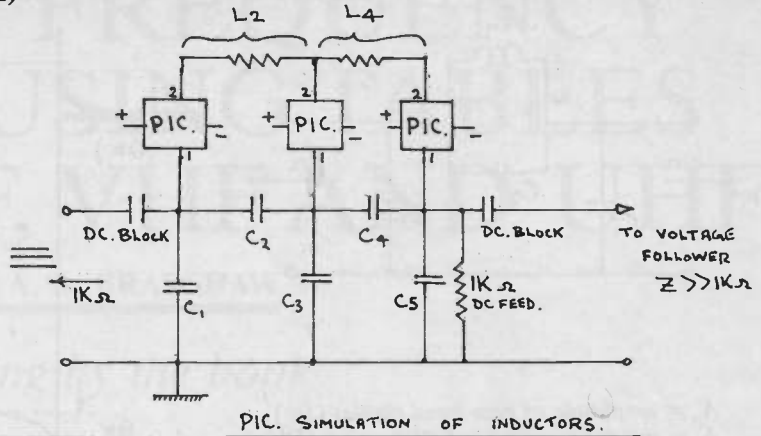 L2
L4
2
2
2
+ PIC. -
+ PIC. -
+ PIC. -
1
1
1
DC. BLOCK
C2
C4
DC. BLOCK
TO VOLTAGE
FOLLOWER
Z >> 1KΩ
1KΩ
C1
C3
C5
1KΩ
DC FEED.
PIC. SIMULATION OF INDUCTORS.